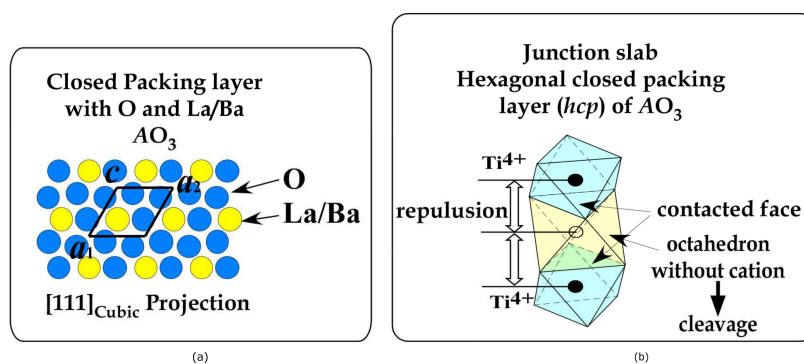 Closed Packing layer
with O and La/Ba
AO₃
c
a₂
O
La/Ba
a₁
[111]Cubic Projection
(a)
Junction slab
Hexagonal closed packing
layer (hcp) of AO₃
Ti⁴⁺
repulusion
contacted face
octahedron
without cation
Ti⁴⁺
cleavage
(b)